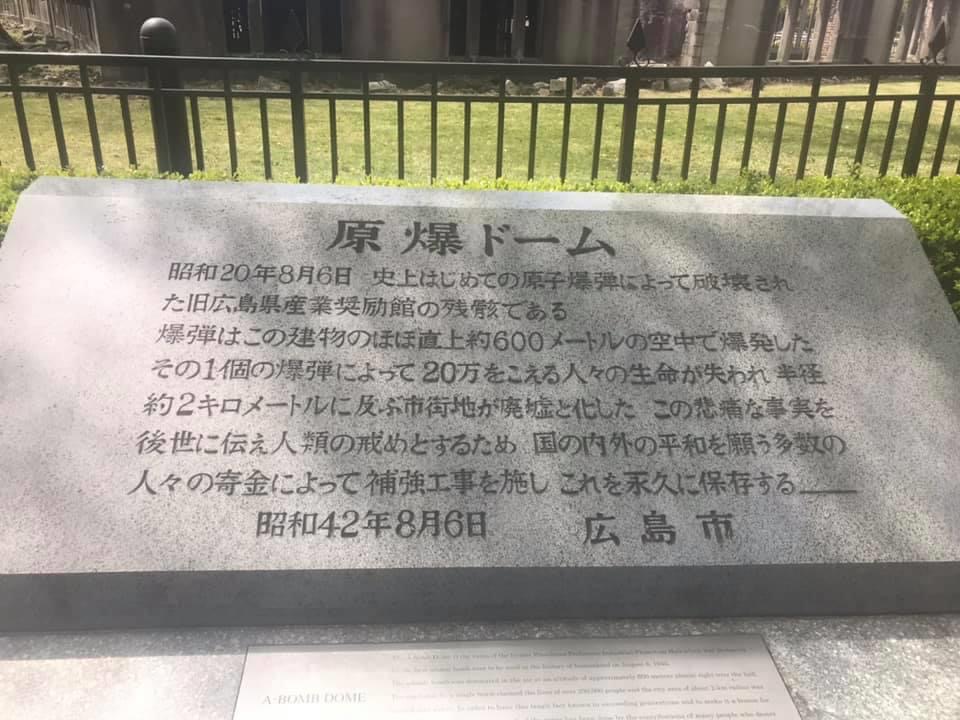 原爆ドーム
昭和20年8月6日 史上はじめての原子爆弾によって破壊され
た旧広島県産業奨励館の残骸である
爆弾はこの建物のほぼ直上約600メートルの空中で爆発した
その1個の爆弾によって20万をこえる人々の生命が失われ 半径
約2キロメートルに及ぶ市街地が廃墟と化した この悲痛な事実を
後世に伝え人類の戒めとするため 国の内外の平和を願う多数の
人々の寄金によって補強工事を施し これを永久に保存する
昭和42年8月6日 広島市
A-BOMB DOME